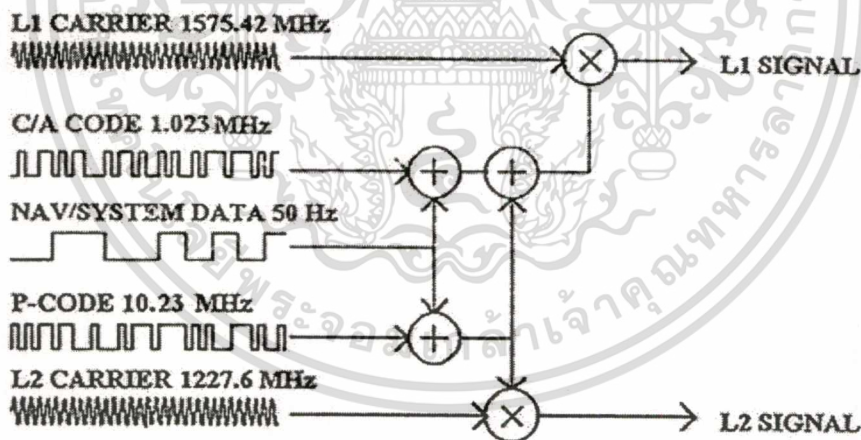 L1 CARRIER 1575.42 MHz
L1 SIGNAL
C/A CODE 1.023 MHz
NAV/SYSTEM DATA 50 Hz
P-CODE 10.23 MHz
L2 CARRIER 1227.6 MHz
L2 SIGNAL